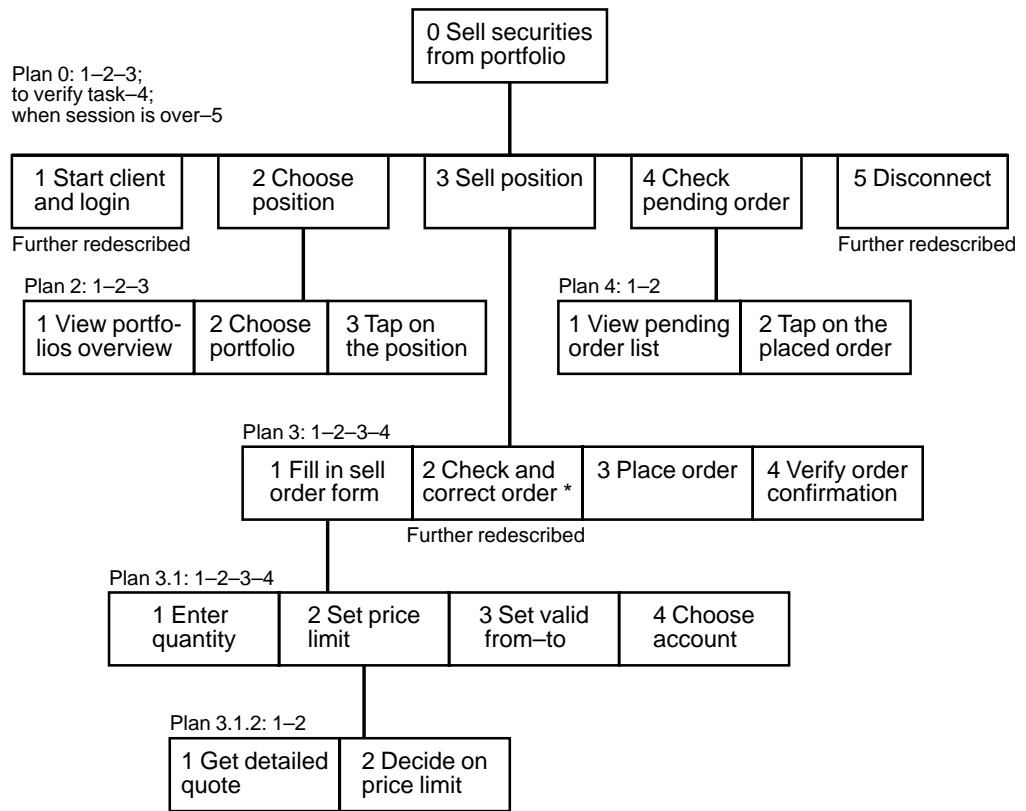 0 Sell securities
from portfolio
Plan 0: 1–2–3;
to verify task–4;
when session is over–5
1 Start client
and login
2 Choose
position
3 Sell position
4 Check
pending order
5 Disconnect
Further redescribed
Further redescribed
Plan 2: 1–2–3
1 View portfo-
lios overview
2 Choose
portfolio
3 Tap on
the position
Plan 4: 1–2
1 View pending
order list
2 Tap on the
placed order
Plan 3: 1–2–3–4
1 Fill in sell
order form
2 Check and
correct order *
3 Place order
4 Verify order
confirmation
Further redescribed
Plan 3.1: 1–2–3–4
1 Enter
quantity
2 Set price
limit
3 Set valid
from–to
4 Choose
account
Plan 3.1.2: 1–2
1 Get detailed
quote
2 Decide on
price limit